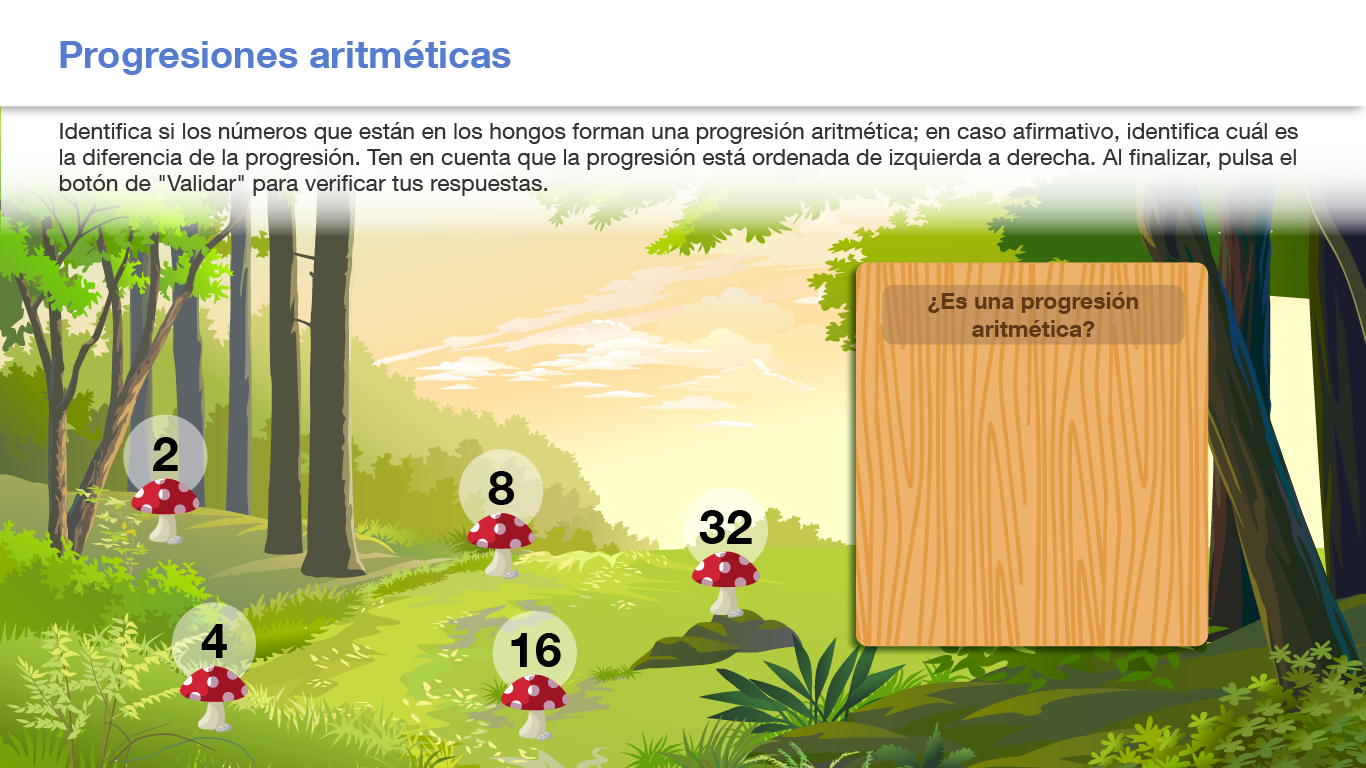 Progresiones aritméticas
Identifica si los números que están en los hongos forman una progresión aritmética; en caso afirmativo, identifica cuál es
la diferencia de la progresión. Ten en cuenta que la progresión está ordenada de izquierda a derecha. Al finalizar, pulsa el
botón de "Validar" para verificar tus respuestas.
¿Es una progresión
aritmética?
2
4
8
16
32